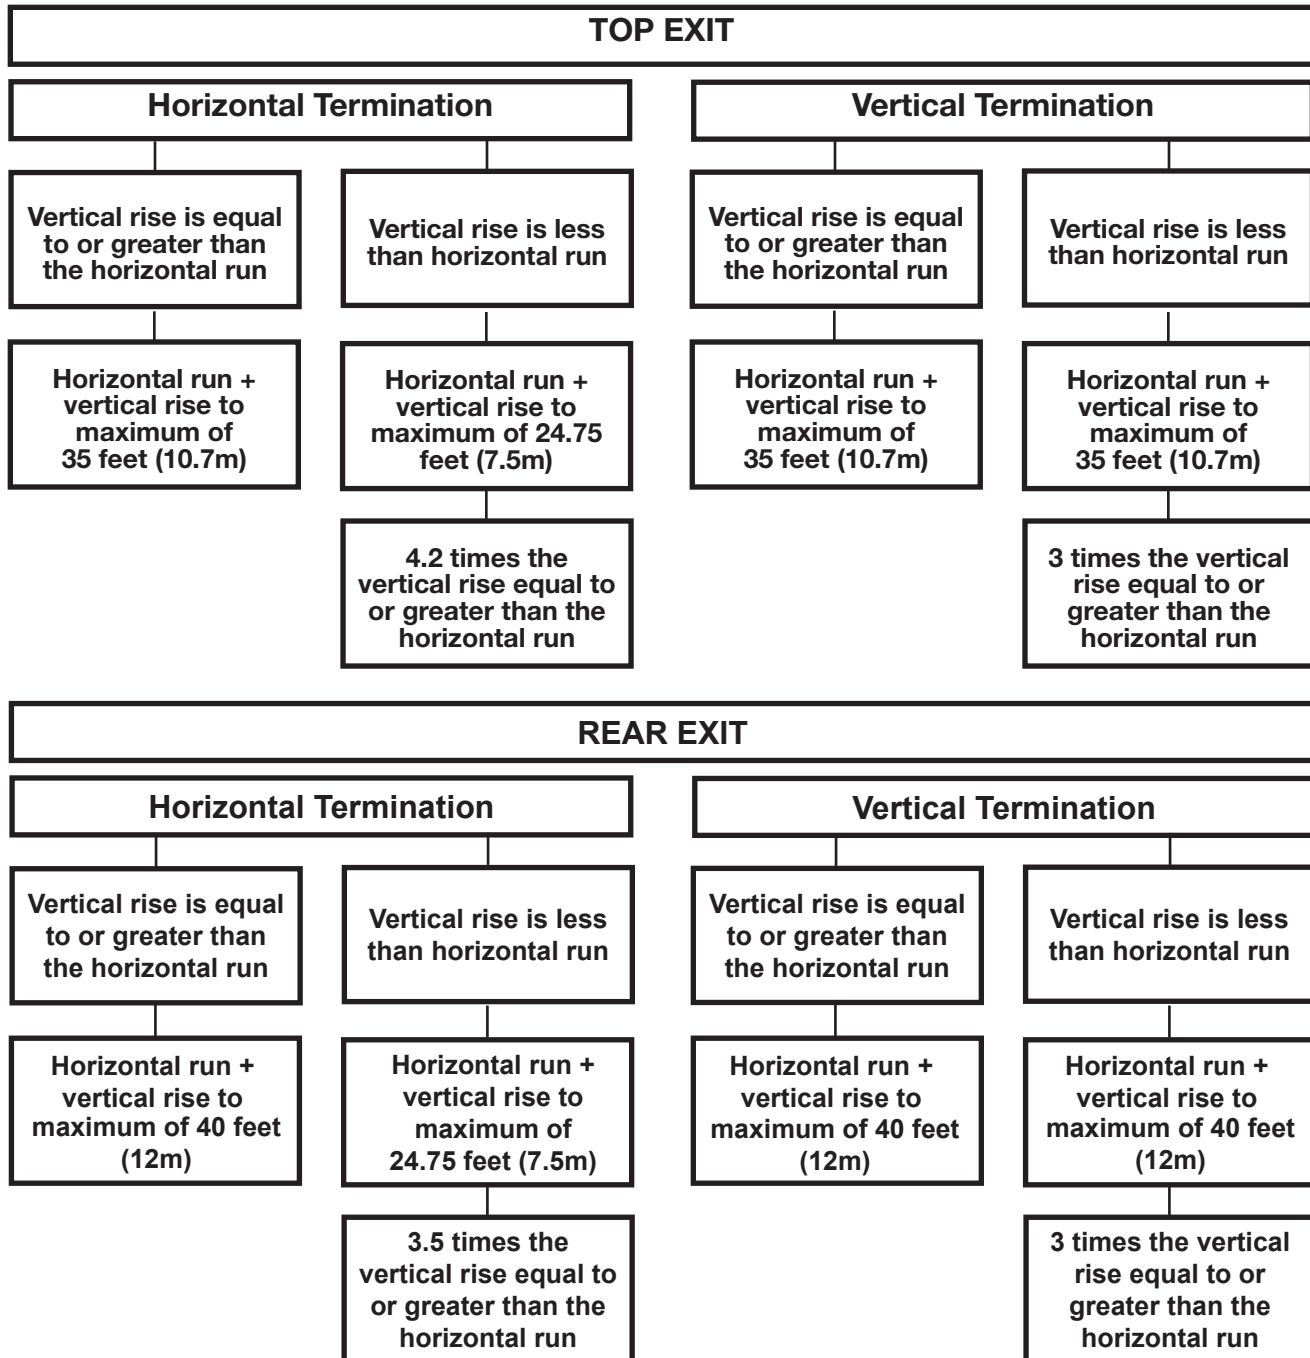 TOP EXIT
Horizontal Termination
Vertical Termination
Vertical rise is equal
to or greater than
the horizontal run
Vertical rise is less
than horizontal run
Vertical rise is equal
to or greater than
the horizontal run
Vertical rise is less
than horizontal run
Horizontal run +
vertical rise to
maximum of
35 feet (10.7m)
Horizontal run +
vertical rise to
maximum of 24.75
feet (7.5m)
Horizontal run +
vertical rise to
maximum of
35 feet (10.7m)
Horizontal run +
vertical rise to
maximum of
35 feet (10.7m)
4.2 times the
vertical rise equal to
or greater than the
horizontal run
3 times the vertical
rise equal to or
greater than the
horizontal run
REAR EXIT
Horizontal Termination
Vertical Termination
Vertical rise is equal
to or greater than
the horizontal run
Vertical rise is less
than horizontal run
Vertical rise is equal
to or greater than
the horizontal run
Vertical rise is less
than horizontal run
Horizontal run +
vertical rise to
maximum of 40 feet
(12m)
Horizontal run +
vertical rise to
maximum of
24.75 feet (7.5m)
Horizontal run +
vertical rise to
maximum of 40 feet
(12m)
Horizontal run +
vertical rise to
maximum of 40 feet
(12m)
3.5 times the
vertical rise equal to
or greater than the
horizontal run
3 times the vertical
rise equal to or
greater than the
horizontal run